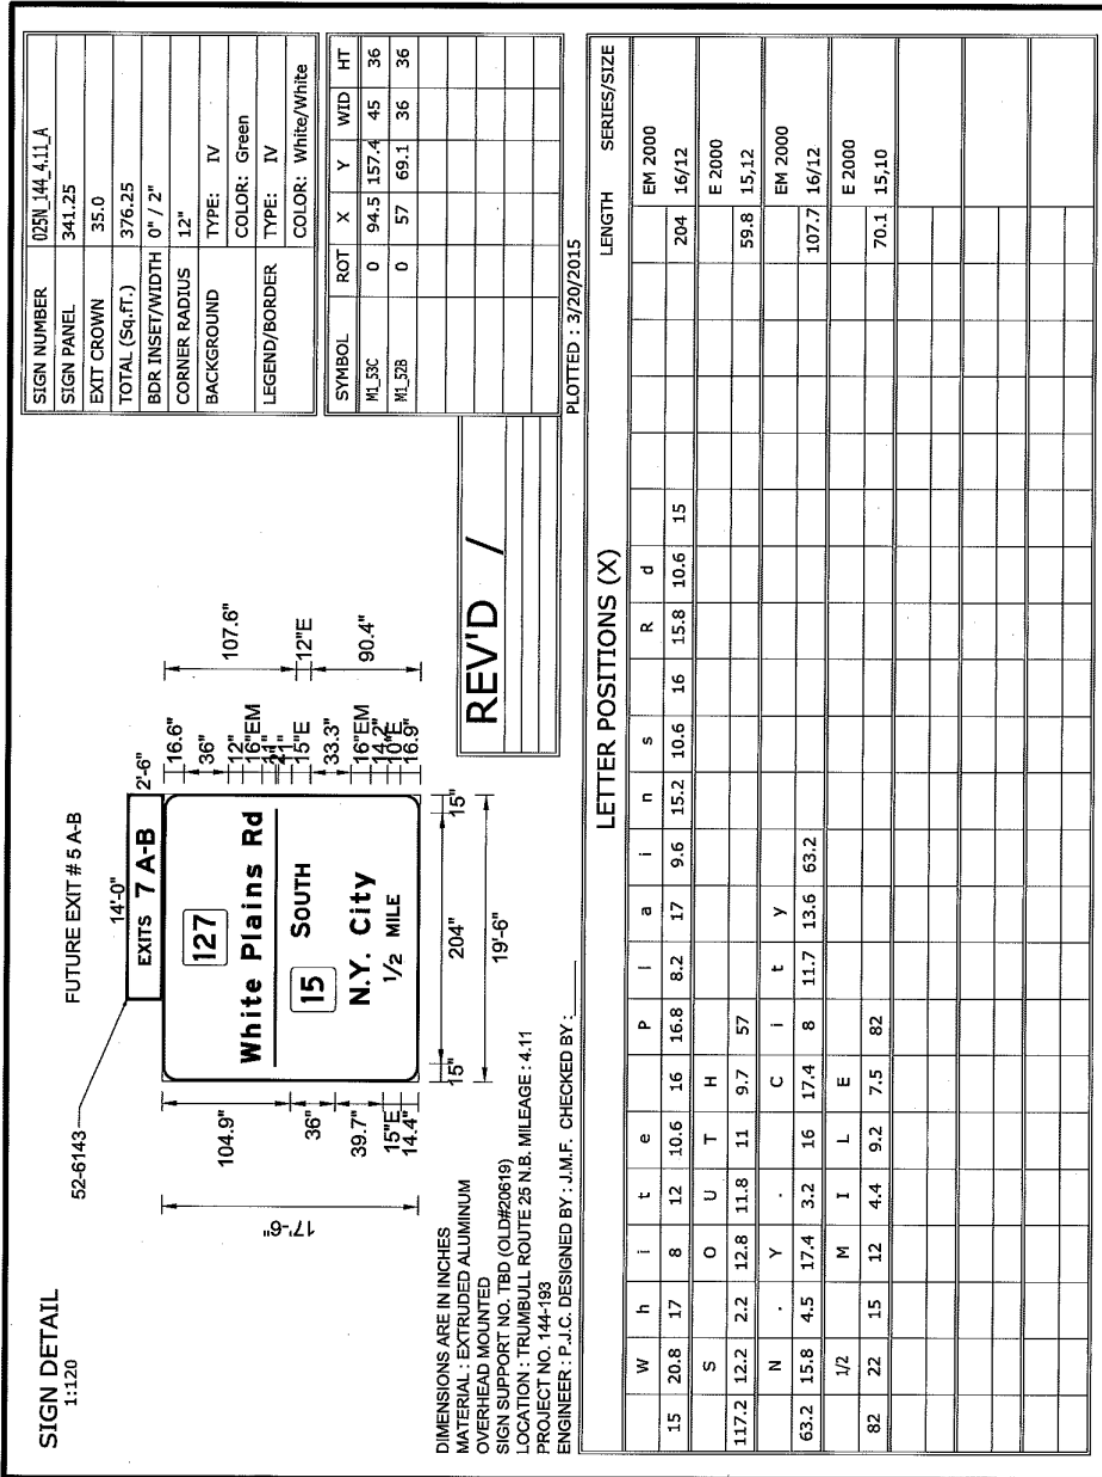 SIGN DETAIL
1:120
52-6143
FUTURE EXIT # 5 A-B
14'-0"
2'-6"
EXITS 7 A-B
127
White Plains Rd
15 SOUTH
N.Y. City
1/2 MILE
17'-6"
104.9"
36"
39.7"
15"E
14.4"
16.6"
36"
12"
16"EM
2"
21"
15"E
33.3"
16"EM
14.2"
10"E
16.9"
107.6"
12"E
90.4"
15" 204" 15"
19'-6"
DIMENSIONS ARE IN INCHES
MATERIAL : EXTRUDED ALUMINUM
OVERHEAD MOUNTED
SIGN SUPPORT NO. TBD (OLD#20619)
LOCATION : TRUMBULL ROUTE 25 N.B. MILEAGE : 4.11
PROJECT NO. 144-193
ENGINEER : P.J.C. DESIGNED BY : J.M.F. CHECKED BY :
REV'D /
SIGN NUMBER 025N_144_4.11_A
SIGN PANEL 341.25
EXIT CROWN 35.0
TOTAL (Sq.fT.) 376.25
BDR INSET/WIDTH 0" / 2"
CORNER RADIUS 12"
BACKGROUND TYPE: IV
COLOR: Green
LEGEND/BORDER TYPE: IV
COLOR: White/White
SYMBOL ROT X Y WID HT
M1_53C 0 94.5 157.4 45 36
M1_52B 0 57 69.1 36 36
PLOTTED : 3/20/2015
LETTER POSITIONS (X) LENGTH SERIES/SIZE
W h i t e P l a i n s R d EM 2000
15 20.8 17 8 12 10.6 16 16.8 8.2 17 9.6 15.2 10.6 16 15.8 10.6 15 204 16/12
S O U T H E 2000
117.2 12.2 2.2 12.8 11.8 11 9.7 57 59.8 15,12
N . Y . C i t y EM 2000
63.2 15.8 4.5 17.4 3.2 16 17.4 8 11.7 13.6 63.2 107.7 16/12
1/2 M I L E E 2000
82 22 15 12 4.4 9.2 7.5 82 70.1 15,10